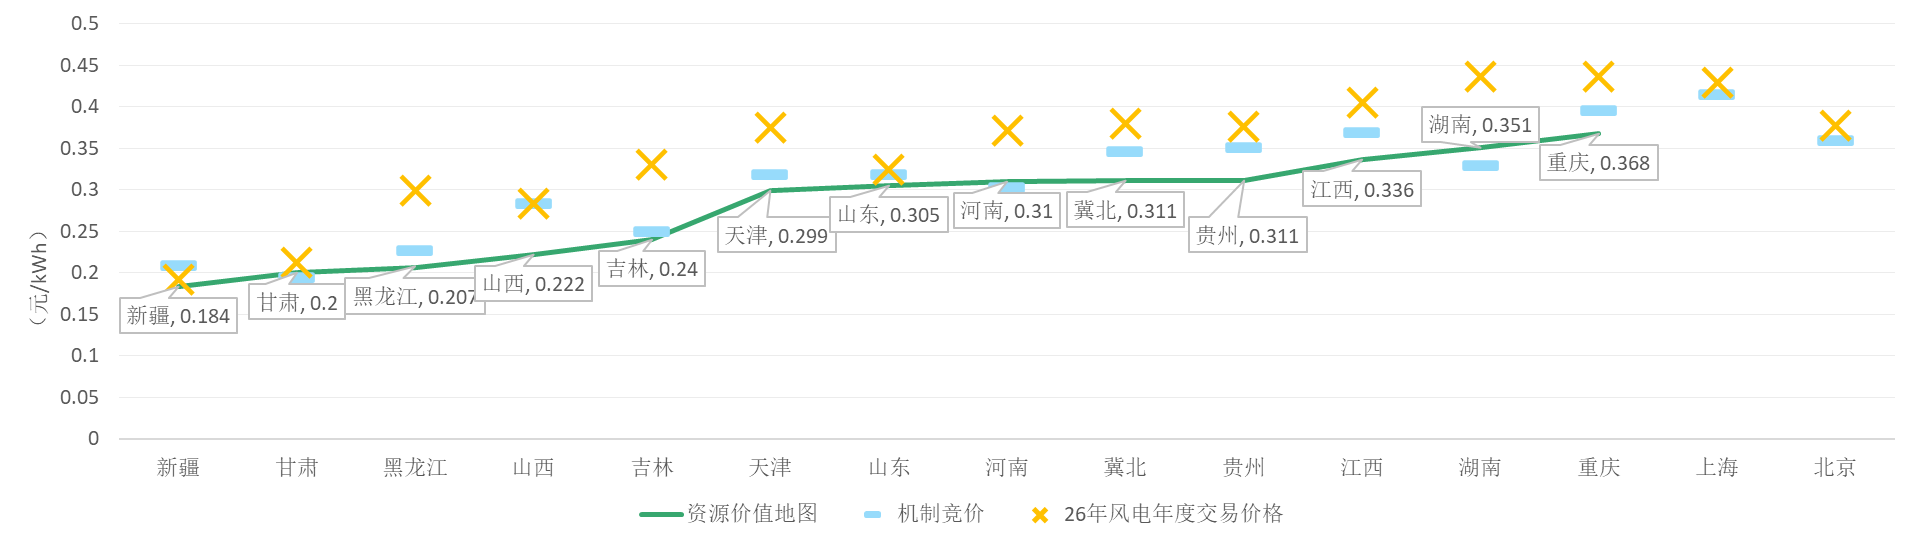 0.5
0.45
0.4
0.35
0.3
0.25
0.2
0.15
0.1
0.05
0
（元/kWh）
新疆, 0.184
甘肃, 0.2
黑龙江, 0.207
山西, 0.222
吉林, 0.24
天津, 0.299
山东, 0.305
河南, 0.31
冀北, 0.311
贵州, 0.311
江西, 0.336
湖南, 0.351
重庆, 0.368
新疆 甘肃 黑龙江 山西 吉林 天津 山东 河南 冀北 贵州 江西 湖南 重庆 上海 北京
资源价值地图 机制竞价 26年风电年度交易价格